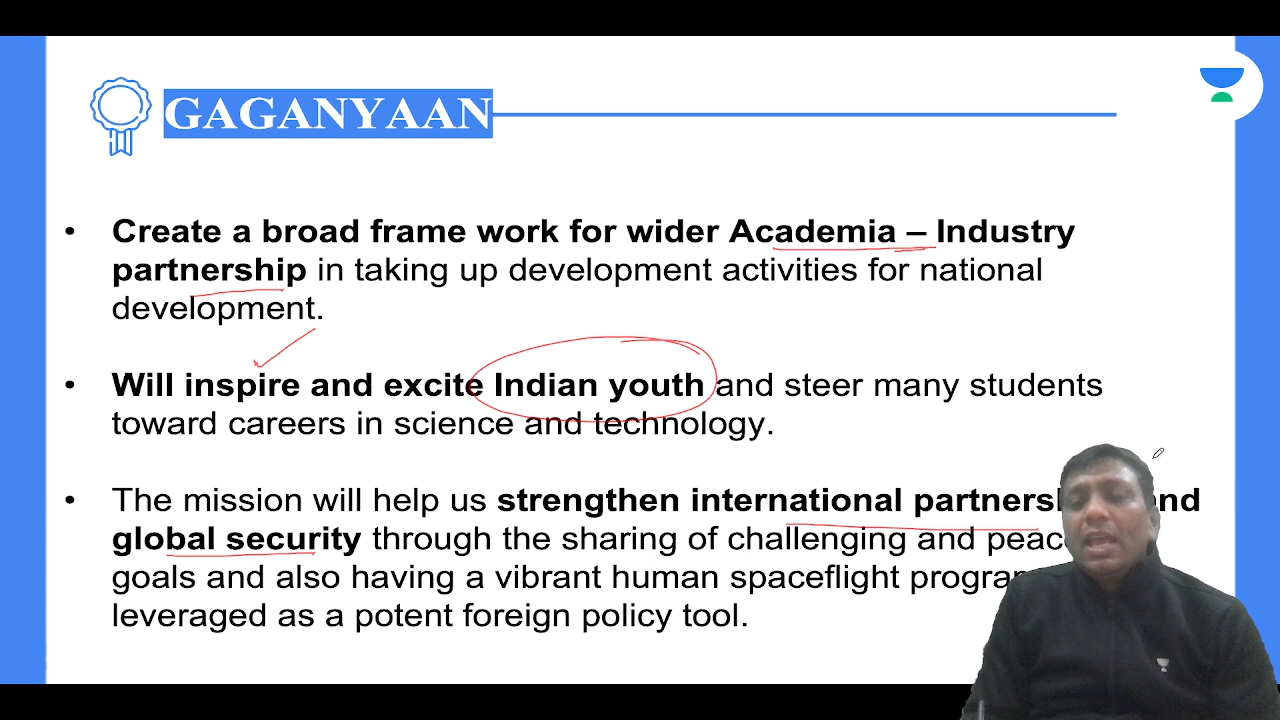 GAGANYAAN
• Create a broad frame work for wider Academia – Industry
partnership in taking up development activities for national
development.
• Will inspire and excite Indian youth and steer many students
toward careers in science and technology.
• The mission will help us strengthen international and
global security through the sharing of challenging and
goals and also having a vibrant human spaceflight
leveraged as a potent foreign policy tool.